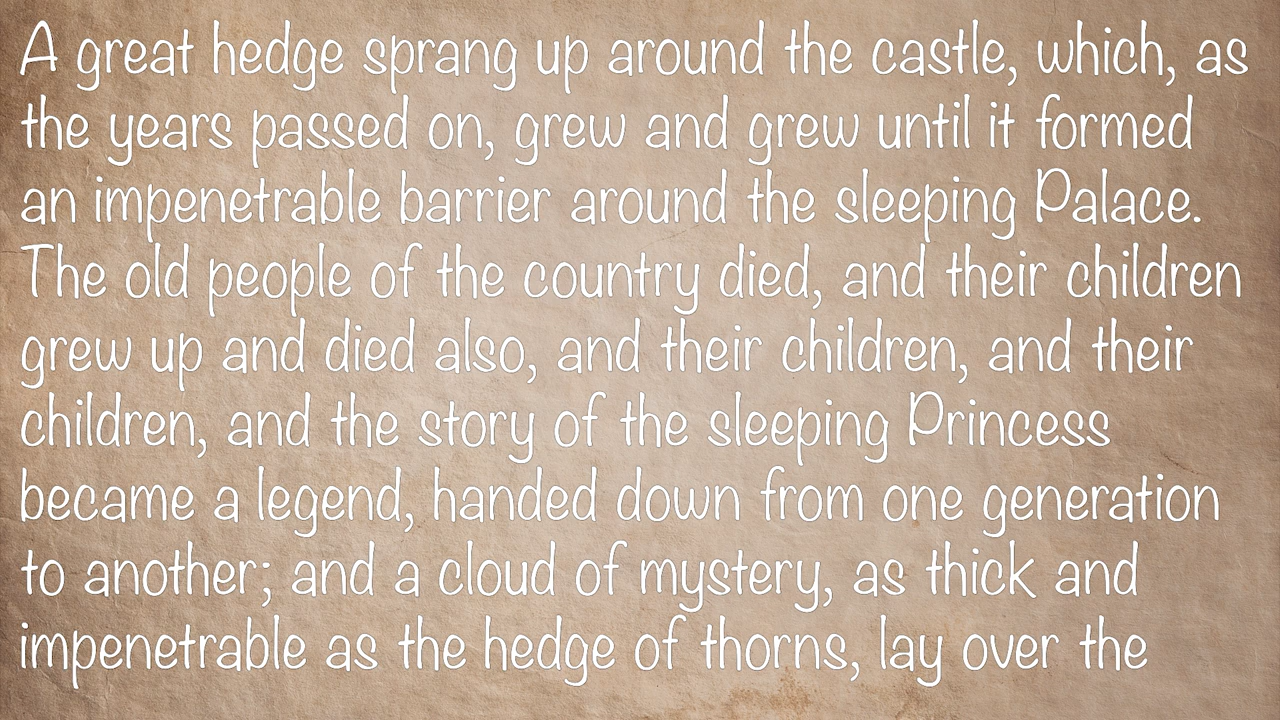 A great hedge sprang up around the castle, which, as
the years passed on, grew and grew until it formed
an impenetrable barrier around the sleeping Palace.
The old people of the country died, and their children
grew up and died also, and their children, and their
children, and the story of the sleeping Princess
became a legend, handed down from one generation
to another; and a cloud of mystery, as thick and
impenetrable as the hedge of thorns, lay over the